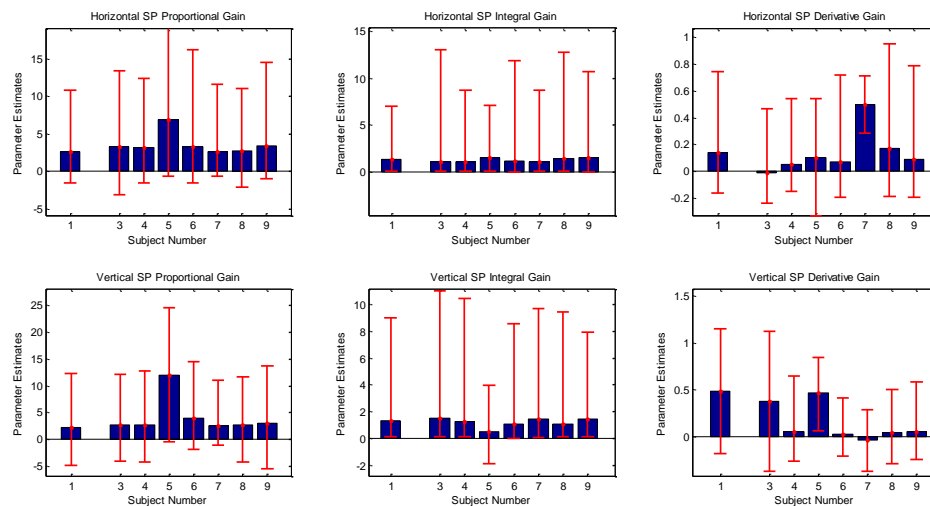 Horizontal SP Proportional Gain
15
10
5
0
-5
Parameter Estimates
1 3 4 5 6 7 8 9
Subject Number
Horizontal SP Integral Gain
15
10
5
0
Parameter Estimates
1 3 4 5 6 7 8 9
Subject Number
Horizontal SP Derivative Gain
1
0.8
0.6
0.4
0.2
0
-0.2
Parameter Estimates
1 3 4 5 6 7 8 9
Subject Number
Vertical SP Proportional Gain
25
20
15
10
5
0
-5
Parameter Estimates
1 3 4 5 6 7 8 9
Subject Number
Vertical SP Integral Gain
10
8
6
4
2
0
-2
Parameter Estimates
1 3 4 5 6 7 8 9
Subject Number
Vertical SP Derivative Gain
1.5
1
0.5
0
Parameter Estimates
1 3 4 5 6 7 8 9
Subject Number